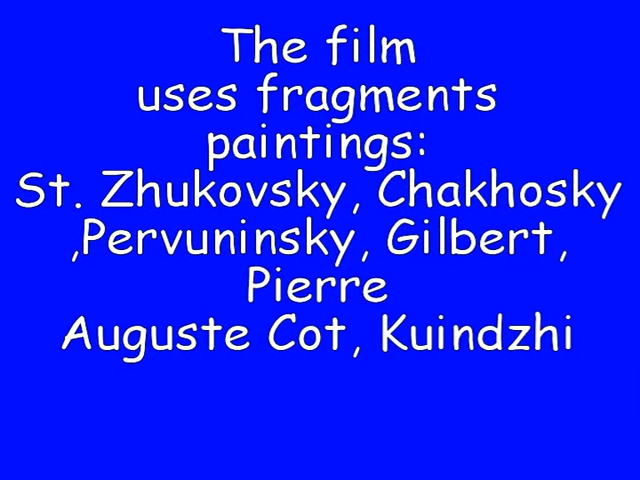 The film
uses fragments
paintings:
St. Zhukovsky, Chakhosky
,Pervuninsky, Gilbert,
Pierre
Auguste Cot, Kuindzhi